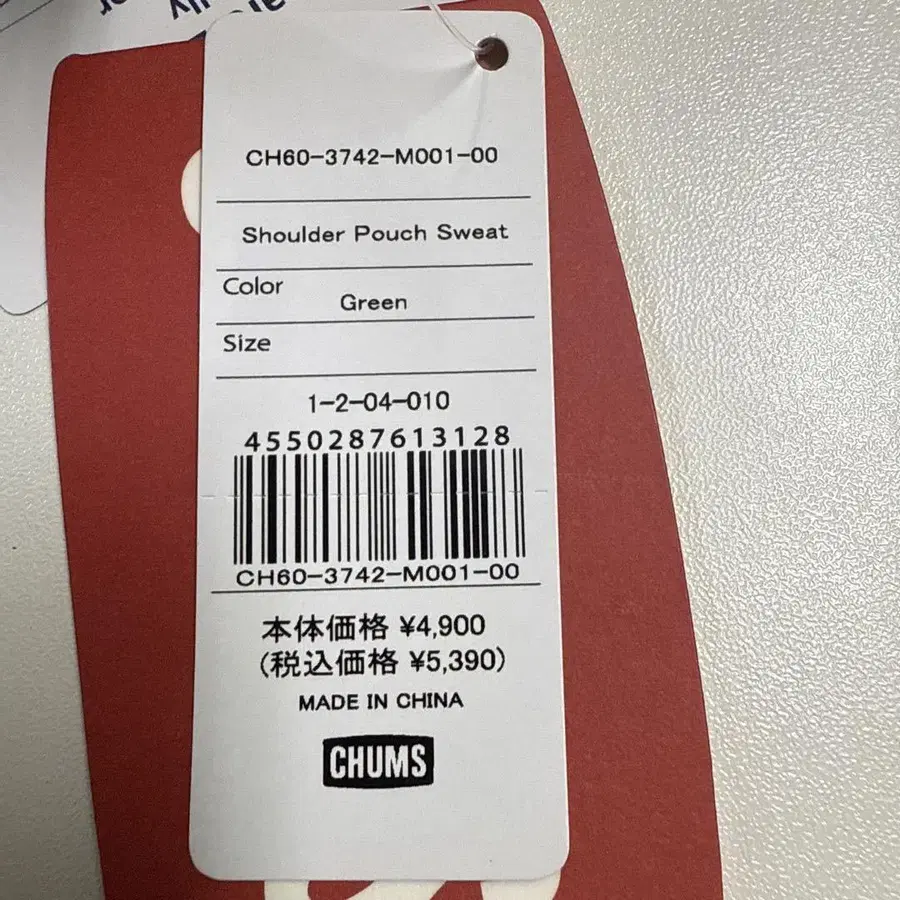 CH60-3742-M001-00
Shoulder Pouch Sweat
Color
Green
Size
1-2-04-010
4550287613128
CH60-3742-M001-00
本体価格 ¥4,900
(税込価格 ¥5,390)
MADE IN CHINA
CHUMS